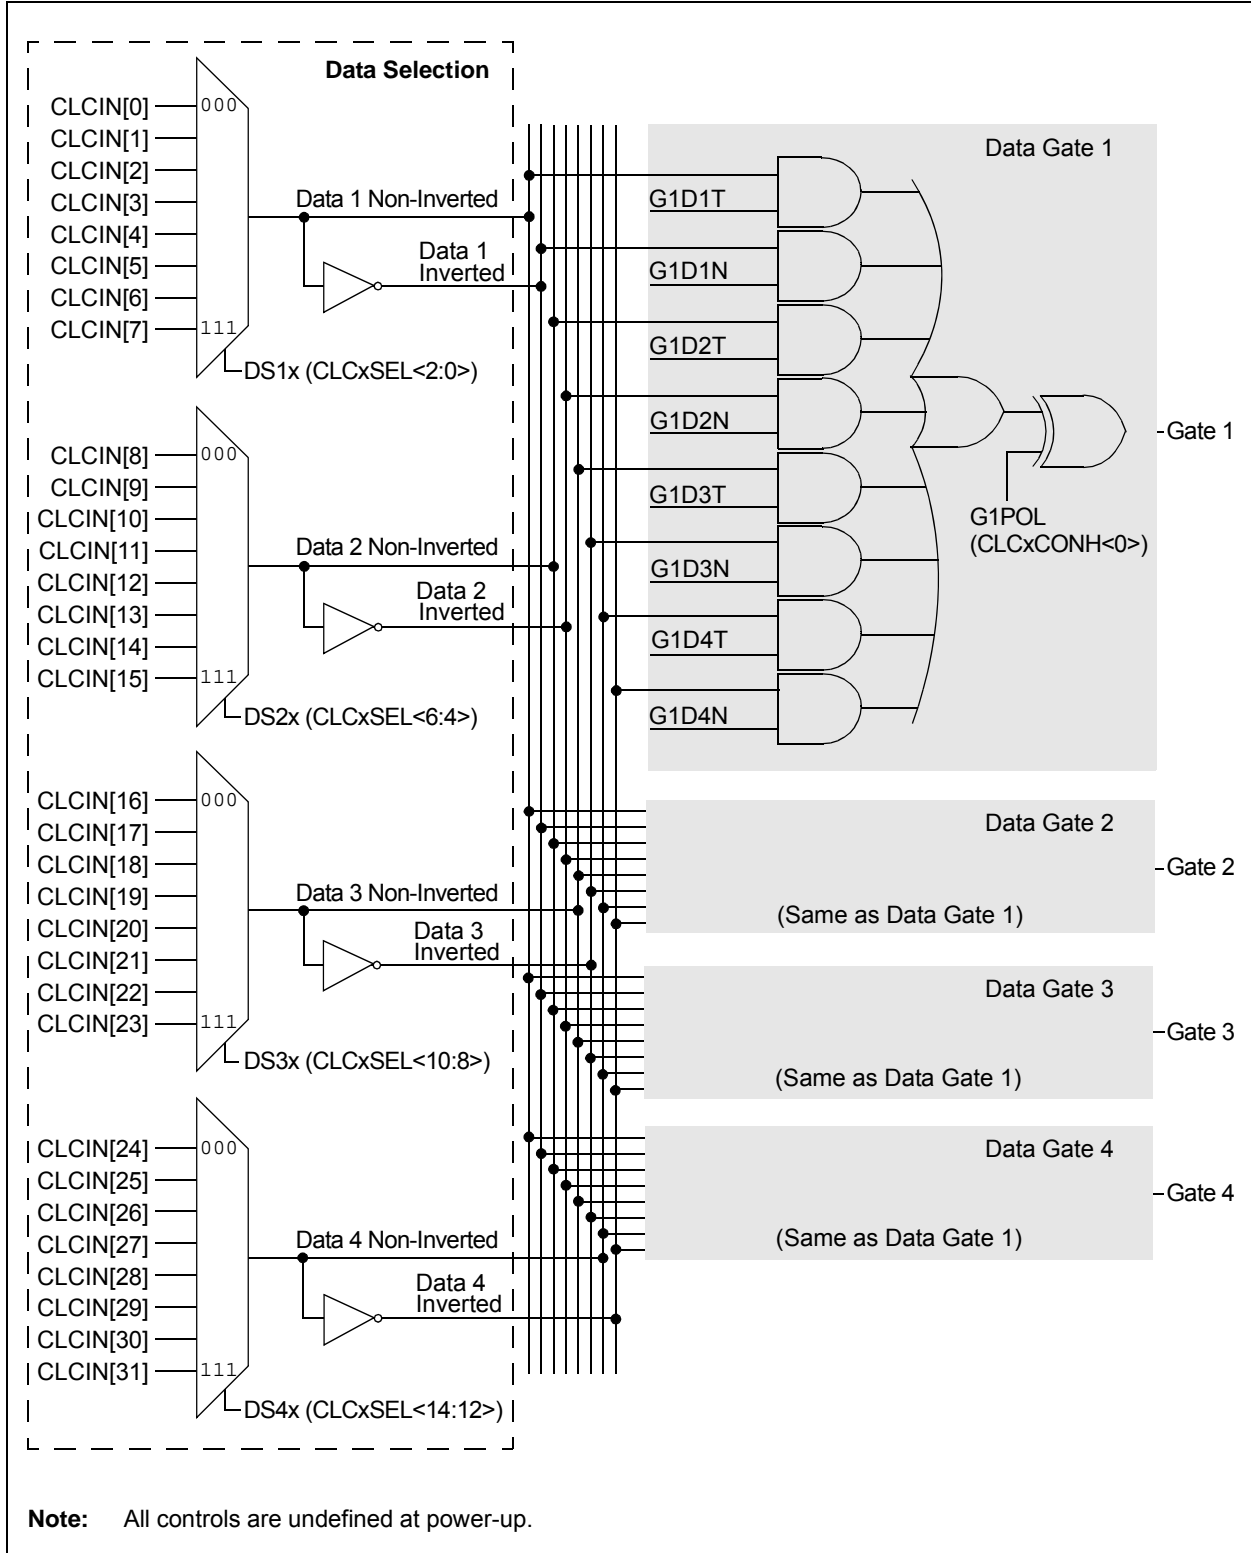 Data Selection
CLCIN[0]
CLCIN[1]
CLCIN[2]
CLCIN[3]
CLCIN[4]
CLCIN[5]
CLCIN[6]
CLCIN[7]
000
111
Data 1 Non-Inverted
Data 1
Inverted
DS1x (CLCxSEL<2:0>)
CLCIN[8]
CLCIN[9]
CLCIN[10]
CLCIN[11]
CLCIN[12]
CLCIN[13]
CLCIN[14]
CLCIN[15]
000
111
Data 2 Non-Inverted
Data 2
Inverted
DS2x (CLCxSEL<6:4>)
CLCIN[16]
CLCIN[17]
CLCIN[18]
CLCIN[19]
CLCIN[20]
CLCIN[21]
CLCIN[22]
CLCIN[23]
000
111
Data 3 Non-Inverted
Data 3
Inverted
DS3x (CLCxSEL<10:8>)
CLCIN[24]
CLCIN[25]
CLCIN[26]
CLCIN[27]
CLCIN[28]
CLCIN[29]
CLCIN[30]
CLCIN[31]
000
111
Data 4 Non-Inverted
Data 4
Inverted
DS4x (CLCxSEL<14:12>)
Data Gate 1
G1D1T
G1D1N
G1D2T
G1D2N
G1D3T
G1D3N
G1D4T
G1D4N
G1POL
(CLCxCONH<0>)
Gate 1
Data Gate 2
(Same as Data Gate 1)
Gate 2
Data Gate 3
(Same as Data Gate 1)
Gate 3
Data Gate 4
(Same as Data Gate 1)
Gate 4
Note: All controls are undefined at power-up.